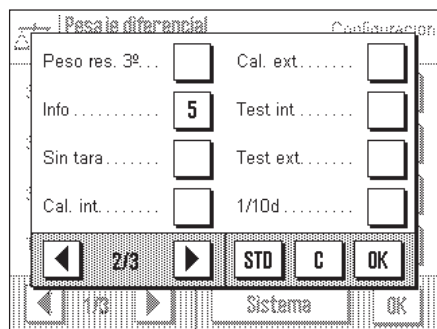 Pesaje diferencial Configuracion
Peso res. 3º... Cal. ext.......
Info........... 5 Test int .......
Sin tara....... Test ext.......
Cal. int........ 1/10d .........
2/3 STD C OK
1/3 Sistema OK